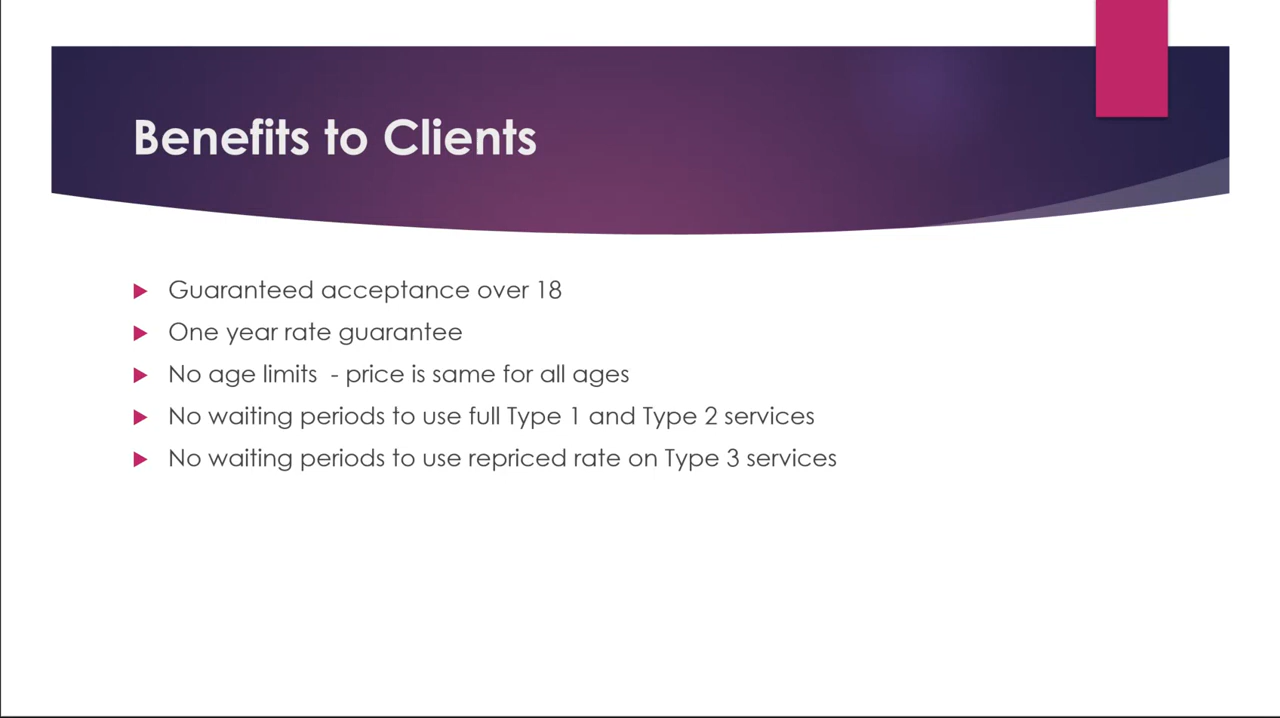 Benefits to Clients
Guaranteed acceptance over 18
One year rate guarantee
No age limits  - price is same for all ages
No waiting periods to use full Type 1 and Type 2 services
No waiting periods to use repriced rate on Type 3 services